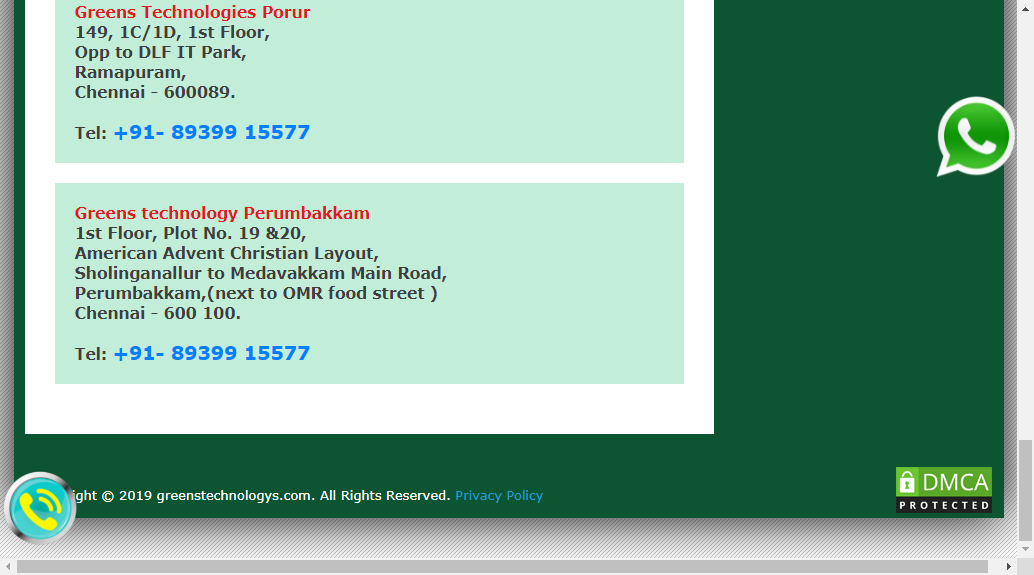 Greens Technologies Porur
149, 1C/1D, 1st Floor,
Opp to DLF IT Park,
Ramapuram,
Chennai - 600089.
Tel: +91- 89399 15577
Greens technology Perumbakkam
1st Floor, Plot No. 19 &20,
American Advent Christian Layout,
Sholinganallur to Medavakkam Main Road,
Perumbakkam,(next to OMR food street )
Chennai - 600 100.
Tel: +91- 89399 15577
ight © 2019 greenstechnologys.com. All Rights Reserved. Privacy Policy
DMCA
PROTECTED